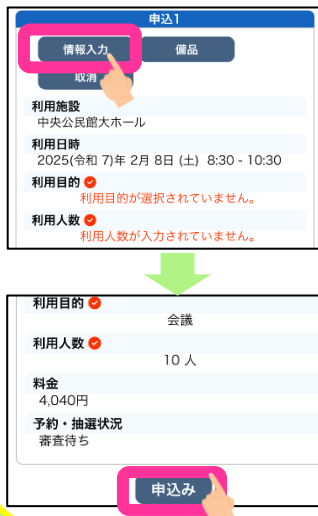 申込1
情報入力
備品
取消
利用施設
中央公民館大ホール
利用日時
2025(令和 7)年 2月 8日 (土) 8:30 - 10:30
利用目的
利用目的が選択されていません。
利用人数
利用人数が入力されていません。
利用目的
会議
利用人数
10 人
料金
4,040円
予約・抽選状況
審査待ち
申込み